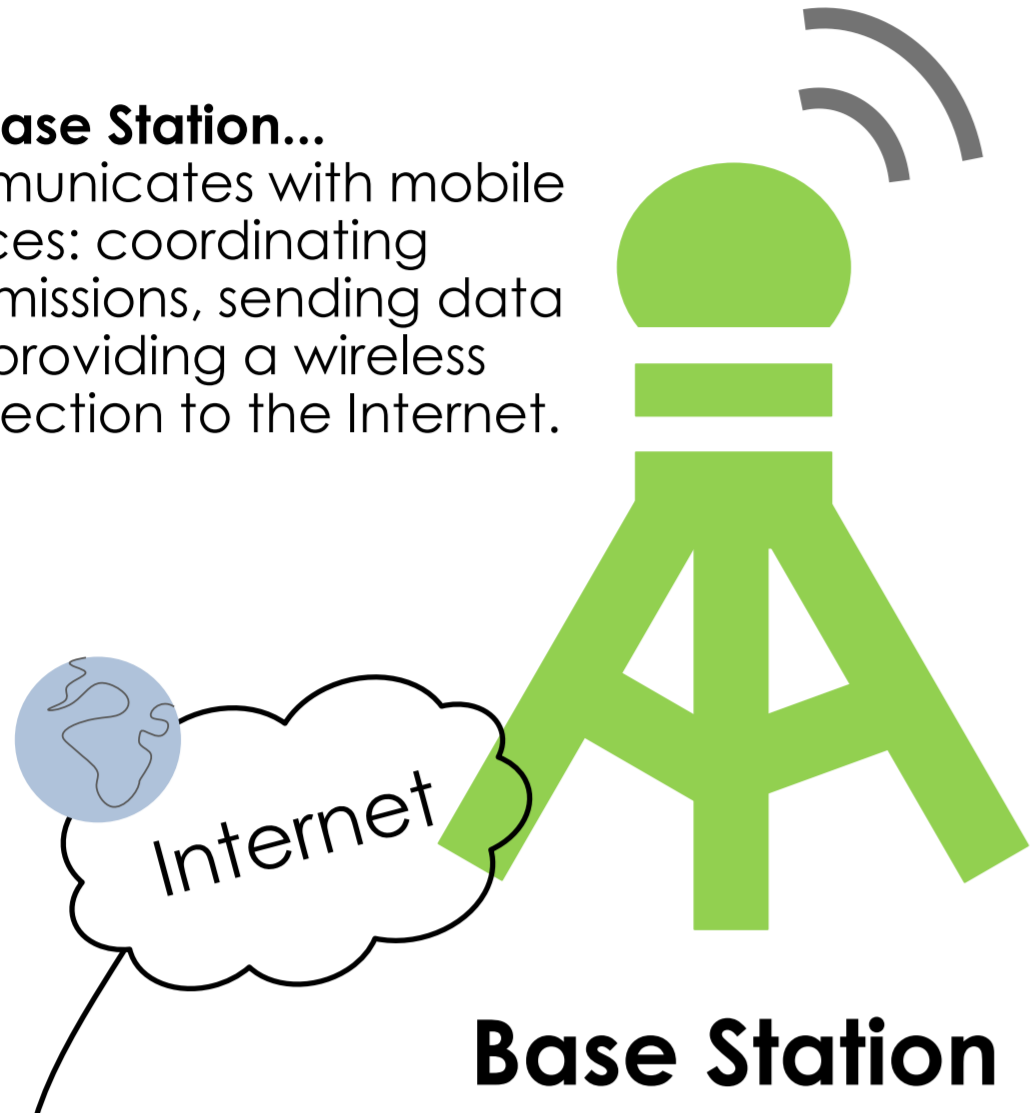 ase Station...
municates with mobile
ces: coordinating
missions, sending data
providing a wireless
ection to the Internet.
Internet
Base Station